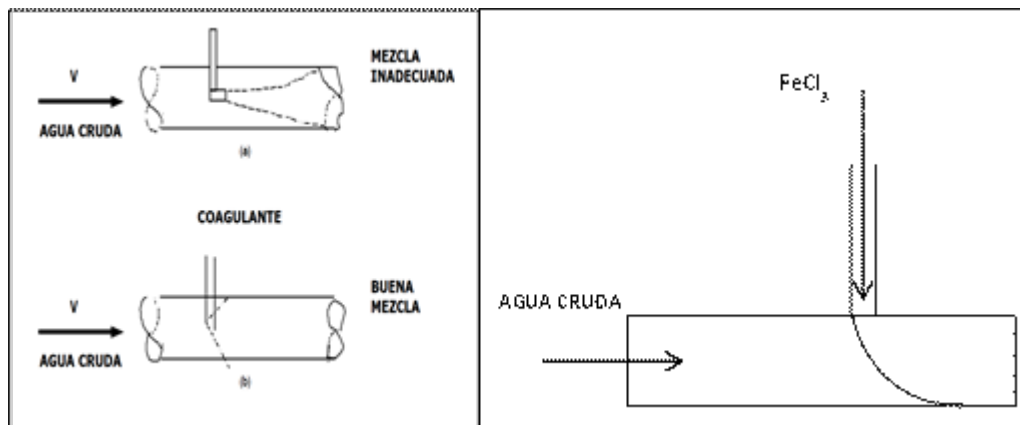 MEZCLA
INADECUADA
V
AGUA CRUDA
(a)
COAGULANTE
BUENA
MEZCLA
V
AGUA CRUDA
(b)
FeCl3
AGUA CRUDA